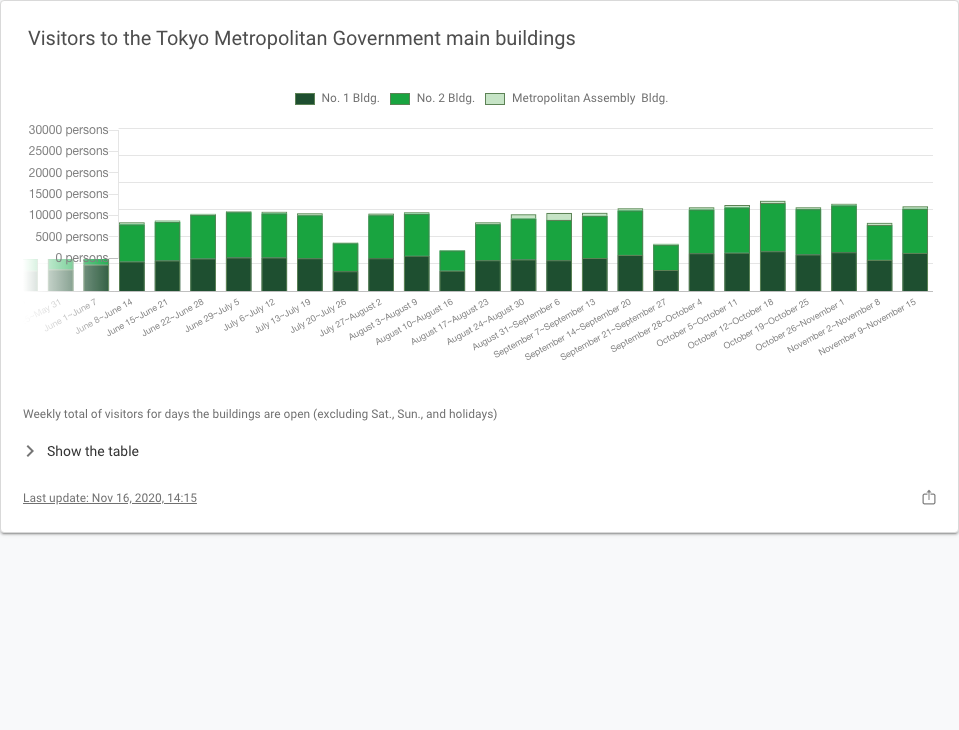 Visitors to the Tokyo Metropolitan Government main buildings
No. 1 Bldg. No. 2 Bldg. Metropolitan Assembly Bldg.
30000 persons
25000 persons
20000 persons
15000 persons
10000 persons
5000 persons
0 persons
May 31
June 1~June 7
June 8~June 14
June 15~June 21
June 22~June 28
June 29~July 5
July 6~July 12
July 13~July 19
July 20~July 26
July 27~August 2
August 3~August 9
August 10~August 16
August 17~August 23
August 24~August 30
August 31~September 6
September 7~September 13
September 14~September 20
September 21~September 27
September 28~October 4
October 5~October 11
October 12~October 18
October 19~October 25
October 26~November 1
November 2~November 8
November 9~November 15
Weekly total of visitors for days the buildings are open (excluding Sat., Sun., and holidays)
Show the table
Last update: Nov 16, 2020, 14:15